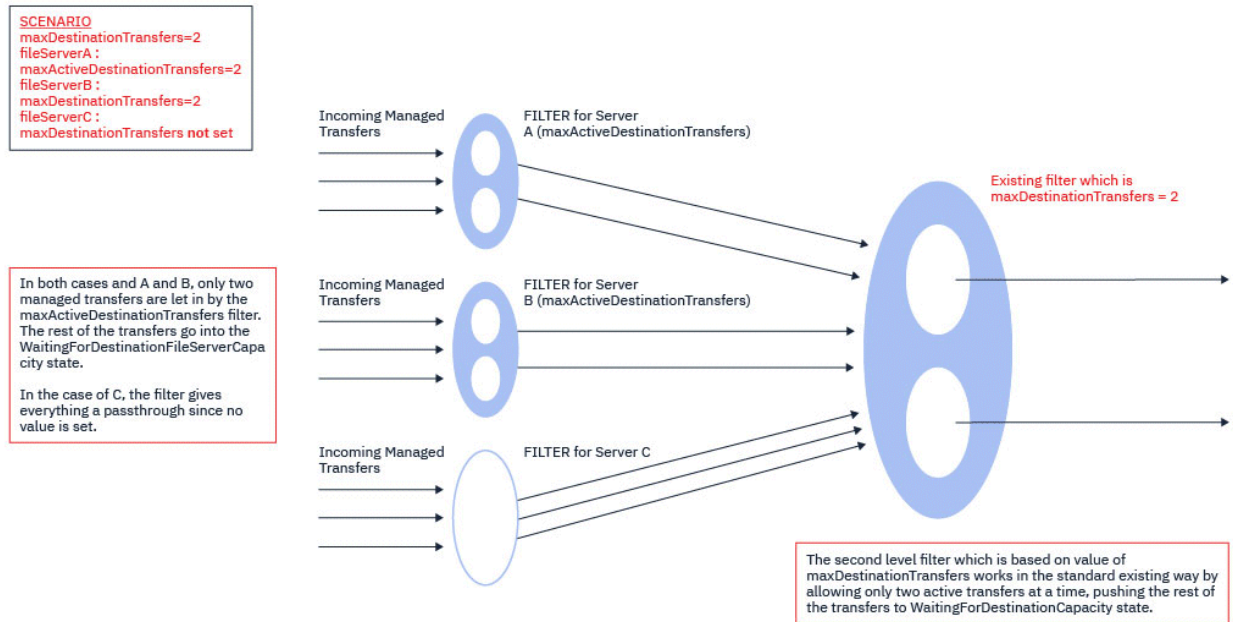 SCENARIO
maxDestinationTransfers=2
fileServerA :
maxActiveDestinationTransfers=2
fileServerB :
maxDestinationTransfers=2
fileServerC :
maxDestinationTransfers not set
Incoming Managed
Transfers
FILTER for Server
A (maxActiveDestinationTransfers)
Existing filter which is
maxDestinationTransfers = 2
In both cases and A and B, only two
managed transfers are let in by the
maxActiveDestinationTransfers filter.
The rest of the transfers go into the
WaitingForDestinationFileServerCapa
city state.
In the case of C, the filter gives
everything a passthrough since no
value is set.
Incoming Managed
Transfers
FILTER for Server
B (maxActiveDestinationTransfers)
Incoming Managed
Transfers
FILTER for Server C
The second level filter which is based on value of
maxDestinationTransfers works in the standard existing way by
allowing only two active transfers at a time, pushing the rest of
the transfers to WaitingForDestinationCapacity state.